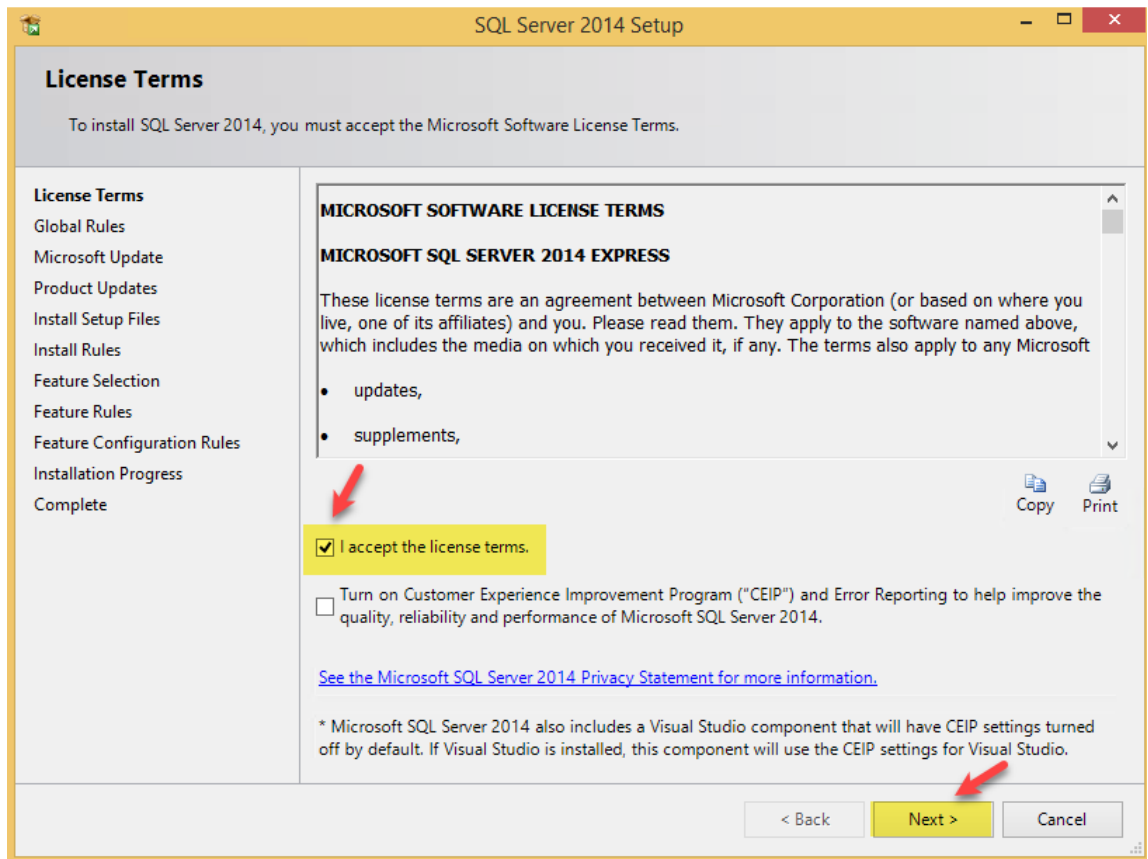 SQL Server 2014 Setup
License Terms
To install SQL Server 2014, you must accept the Microsoft Software License Terms.
License Terms
Global Rules
Microsoft Update
Product Updates
Install Setup Files
Install Rules
Feature Selection
Feature Rules
Feature Configuration Rules
Installation Progress
Complete
MICROSOFT SOFTWARE LICENSE TERMS
MICROSOFT SQL SERVER 2014 EXPRESS
These license terms are an agreement between Microsoft Corporation (or based on where you
live, one of its affiliates) and you. Please read them. They apply to the software named above,
which includes the media on which you received it, if any. The terms also apply to any Microsoft
• updates,
• supplements,
Copy
Print
I accept the license terms.
Turn on Customer Experience Improvement Program ("CEIP") and Error Reporting to help improve the
quality, reliability and performance of Microsoft SQL Server 2014.
See the Microsoft SQL Server 2014 Privacy Statement for more information.
* Microsoft SQL Server 2014 also includes a Visual Studio component that will have CEIP settings turned
off by default. If Visual Studio is installed, this component will use the CEIP settings for Visual Studio.
< Back
Next >
Cancel